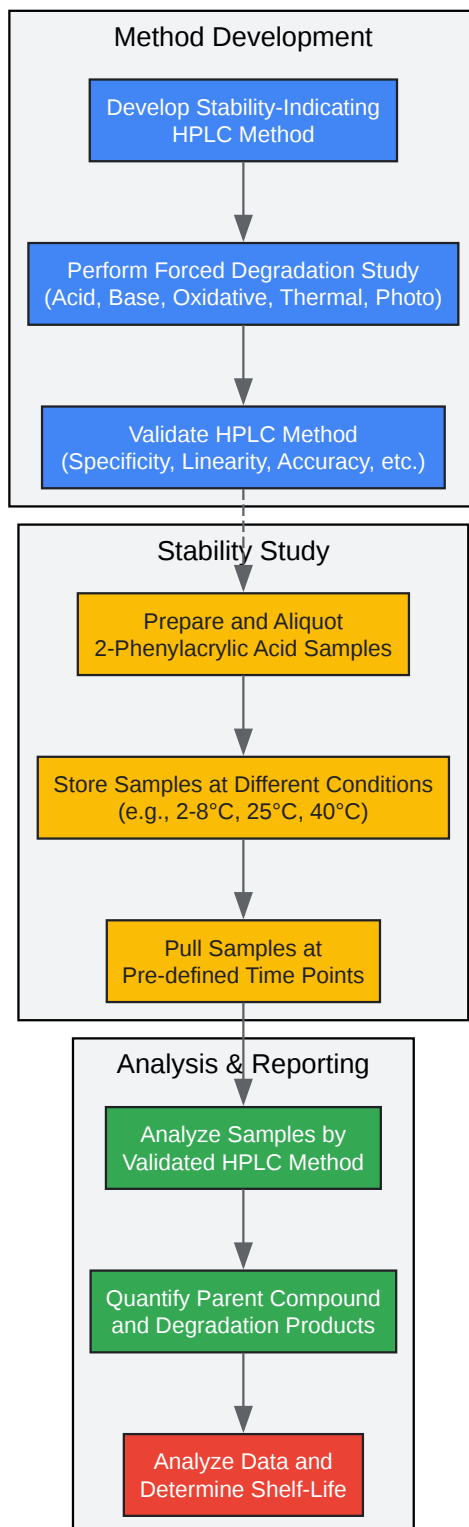 Method Development
Develop Stability-Indicating
HPLC Method
Perform Forced Degradation Study
(Acid, Base, Oxidative, Thermal, Photo)
Validate HPLC Method
(Specificity, Linearity, Accuracy, etc.)
Stability Study
Prepare and Aliquot
2-Phenylacrylic Acid Samples
Store Samples at Different Conditions
(e.g., 2-8°C, 25°C, 40°C)
Pull Samples at
Pre-defined Time Points
Analysis & Reporting
Analyze Samples by
Validated HPLC Method
Quantify Parent Compound
and Degradation Products
Analyze Data and
Determine Shelf-Life